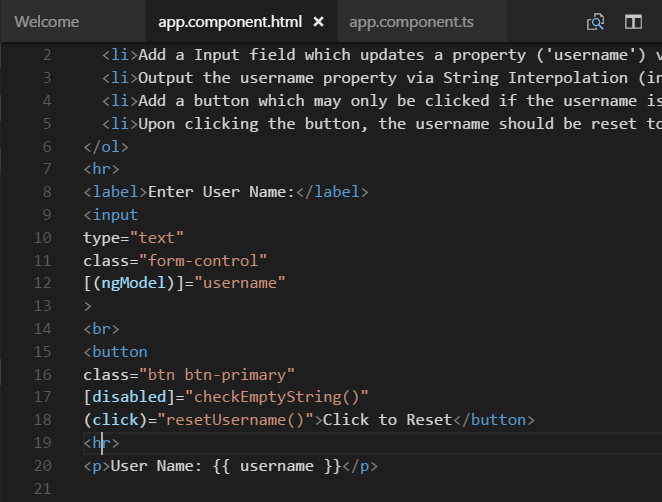 Welcome app.component.html × app.component.ts
2 <li>Add a Input field which updates a property ('username') v
3 <li>Output the username property via String Interpolation (in
4 <li>Add a button which may only be clicked if the username is
5 <li>Upon clicking the button, the username should be reset to
6 </ol>
7 <hr>
8 <label>Enter User Name:</label>
9 <input
10 type="text"
11 class="form-control"
12 [(ngModel)]="username"
13 >
14 <br>
15 <button
16 class="btn btn-primary"
17 [disabled]="checkEmptyString()"
18 (click)="resetUsername()">Click to Reset</button>
19 <hr>
20 <p>User Name: {{ username }}</p>
21